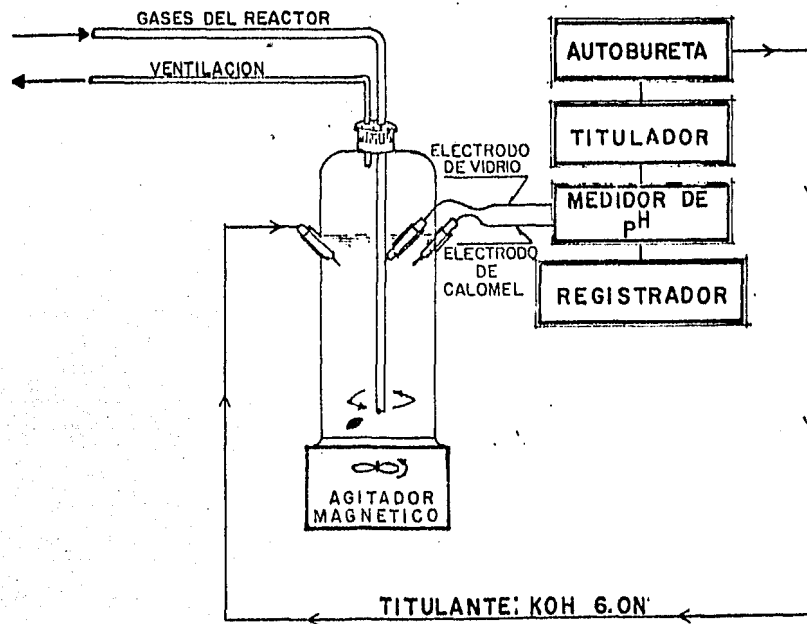 GASES DEL REACTOR
VENTILACION
ELECTRODO
DE VIDRIO
ELECTRODO
DE
CALOMEL
AUTOBURETA
TITULADOR
MEDIDOR DE
PH
REGISTRADOR
AGITADOR
MAGNETICO
TITULANTE: KOH 6.0N